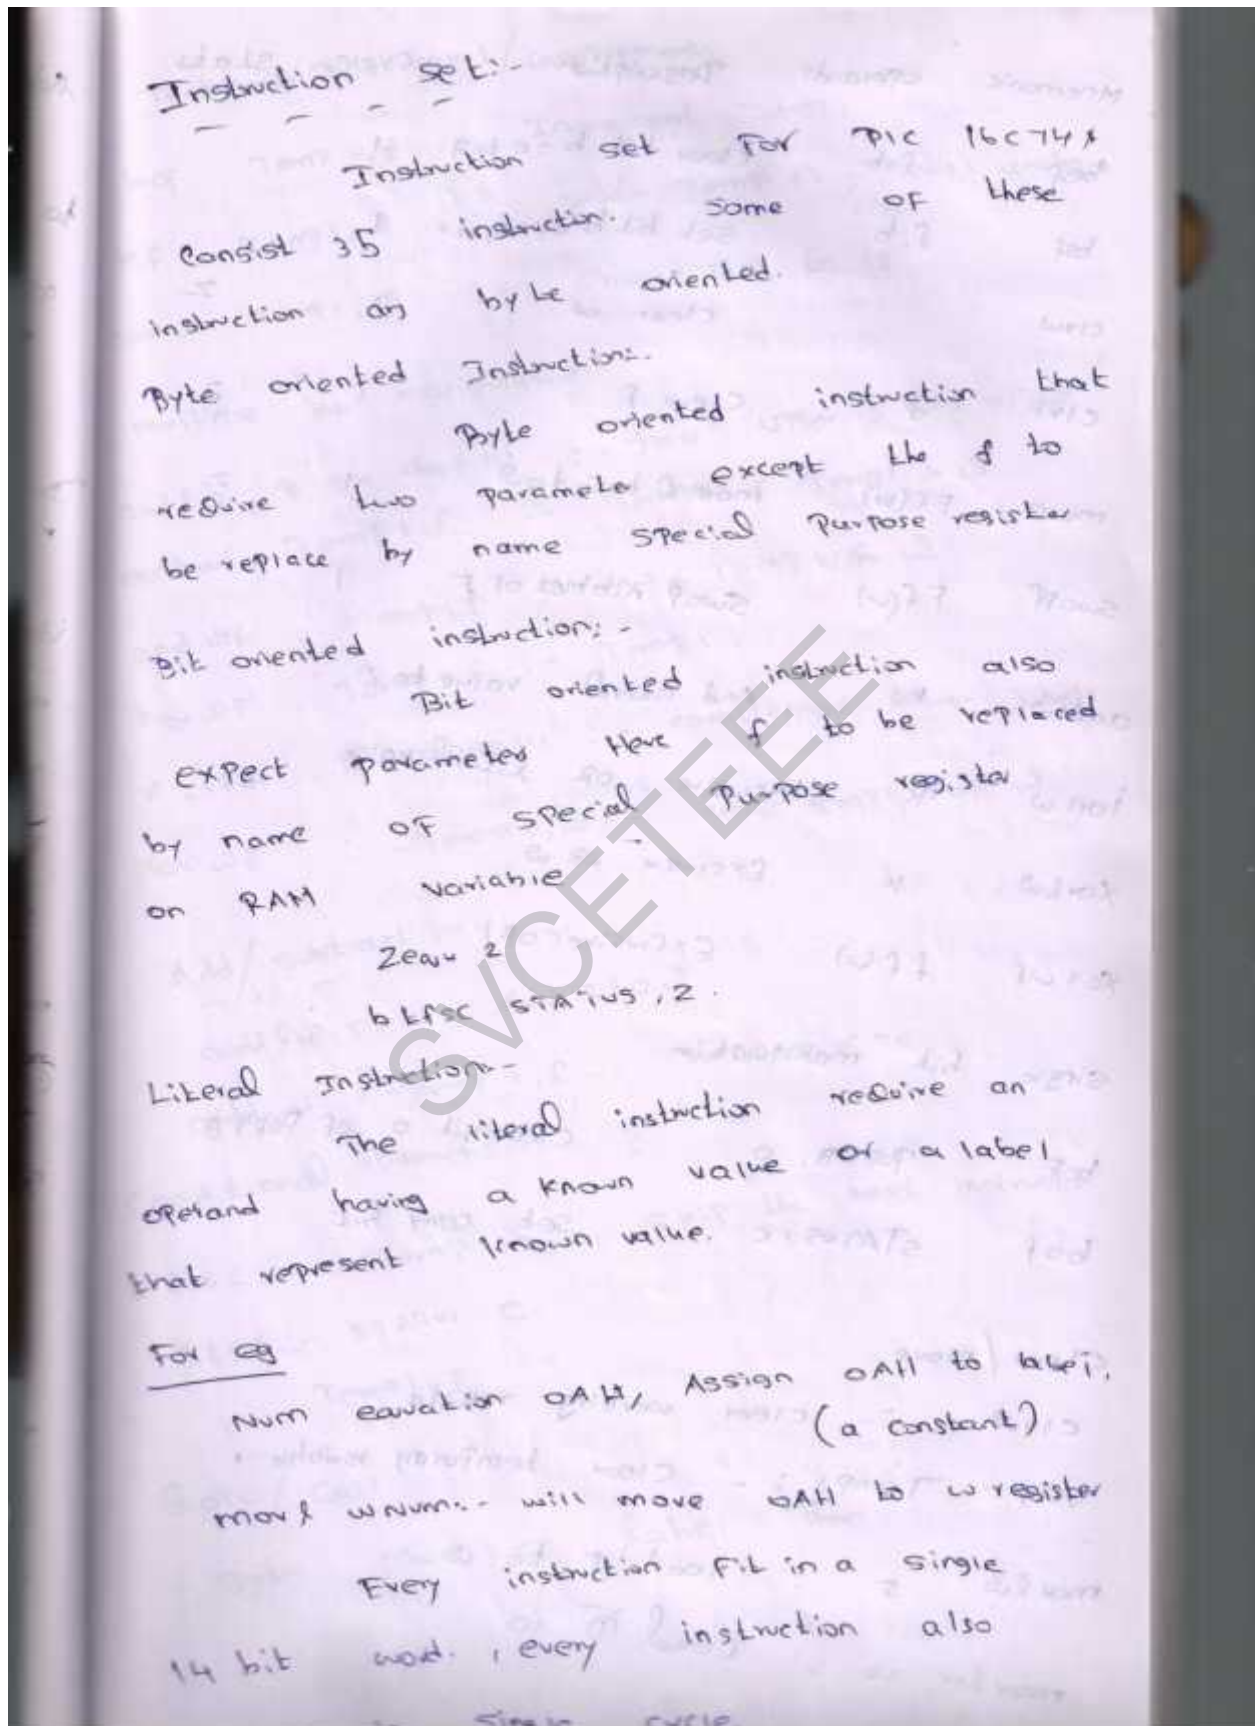 Instruction set:-
Instruction set For PIC 16C74A
Consist 35 instruction. Some of these
instruction are byte oriented.
Byte oriented Instruction:-
Byte oriented instruction that
require two parameter except the f to
be replace by name special Purpose register
Bit oriented instruction:-
Bit oriented instruction also
expect parameter Here f to be replaced
by name OF special Purpose register
on RAM variable
2
btfsc STATUS, Z.
Literal Instruction:-
The literal instruction require an
operand having a known value or a label
that represent known value.
For eg
Num equation 0AH, Assign 0AH to label,
(a constant)
movl wnum:- will move 0AH to w register
Every instruction Fit in a single
14 bit word. , every instruction also
cycle
SVCETEEE